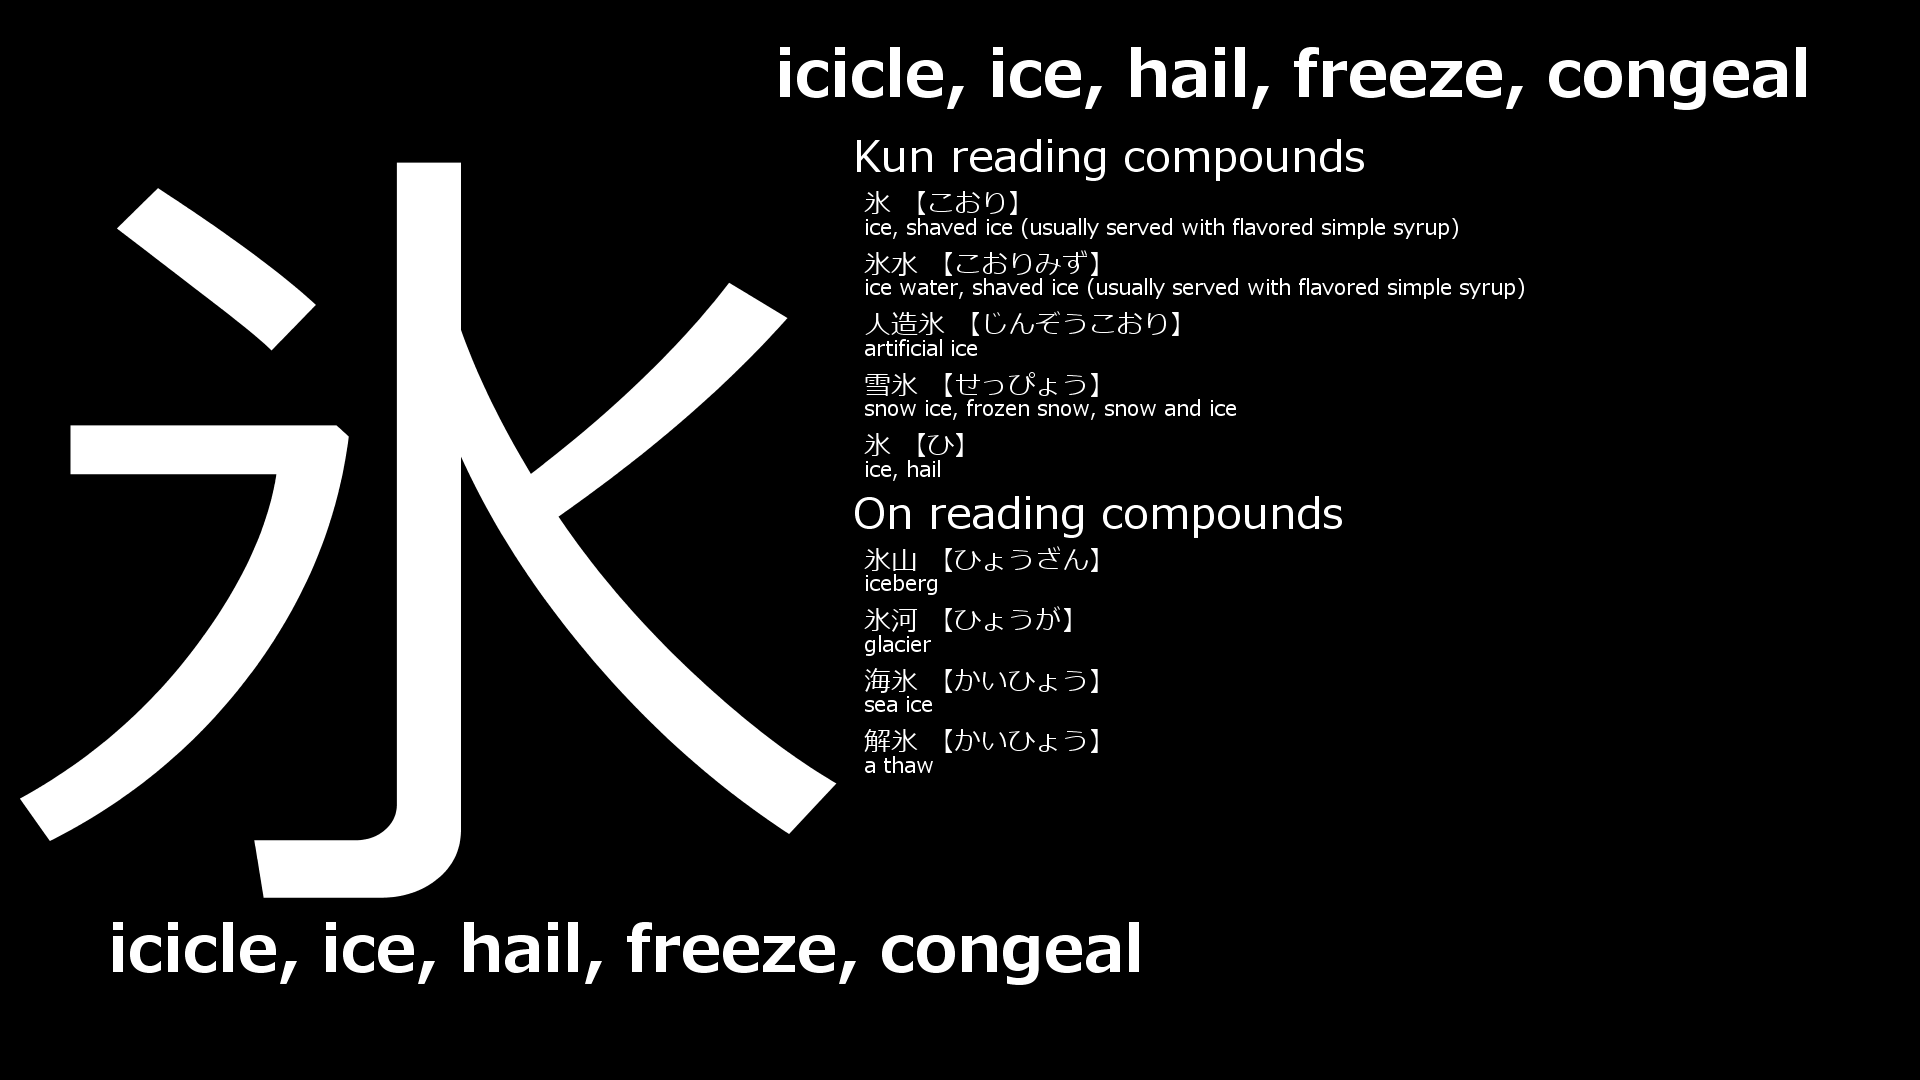 icicle, ice, hail, freeze, congeal
氷
Kun reading compounds
氷 【こおり】
ice, shaved ice (usually served with flavored simple syrup)
氷水 【こおりみず】
ice water, shaved ice (usually served with flavored simple syrup)
人造氷 【じんぞうこおり】
artificial ice
雪氷 【せっぴょう】
snow ice, frozen snow, snow and ice
氷 【ひ】
ice, hail
On reading compounds
氷山 【ひょうざん】
iceberg
氷河 【ひょうが】
glacier
海氷 【かいひょう】
sea ice
解氷 【かいひょう】
a thaw
icicle, ice, hail, freeze, congeal